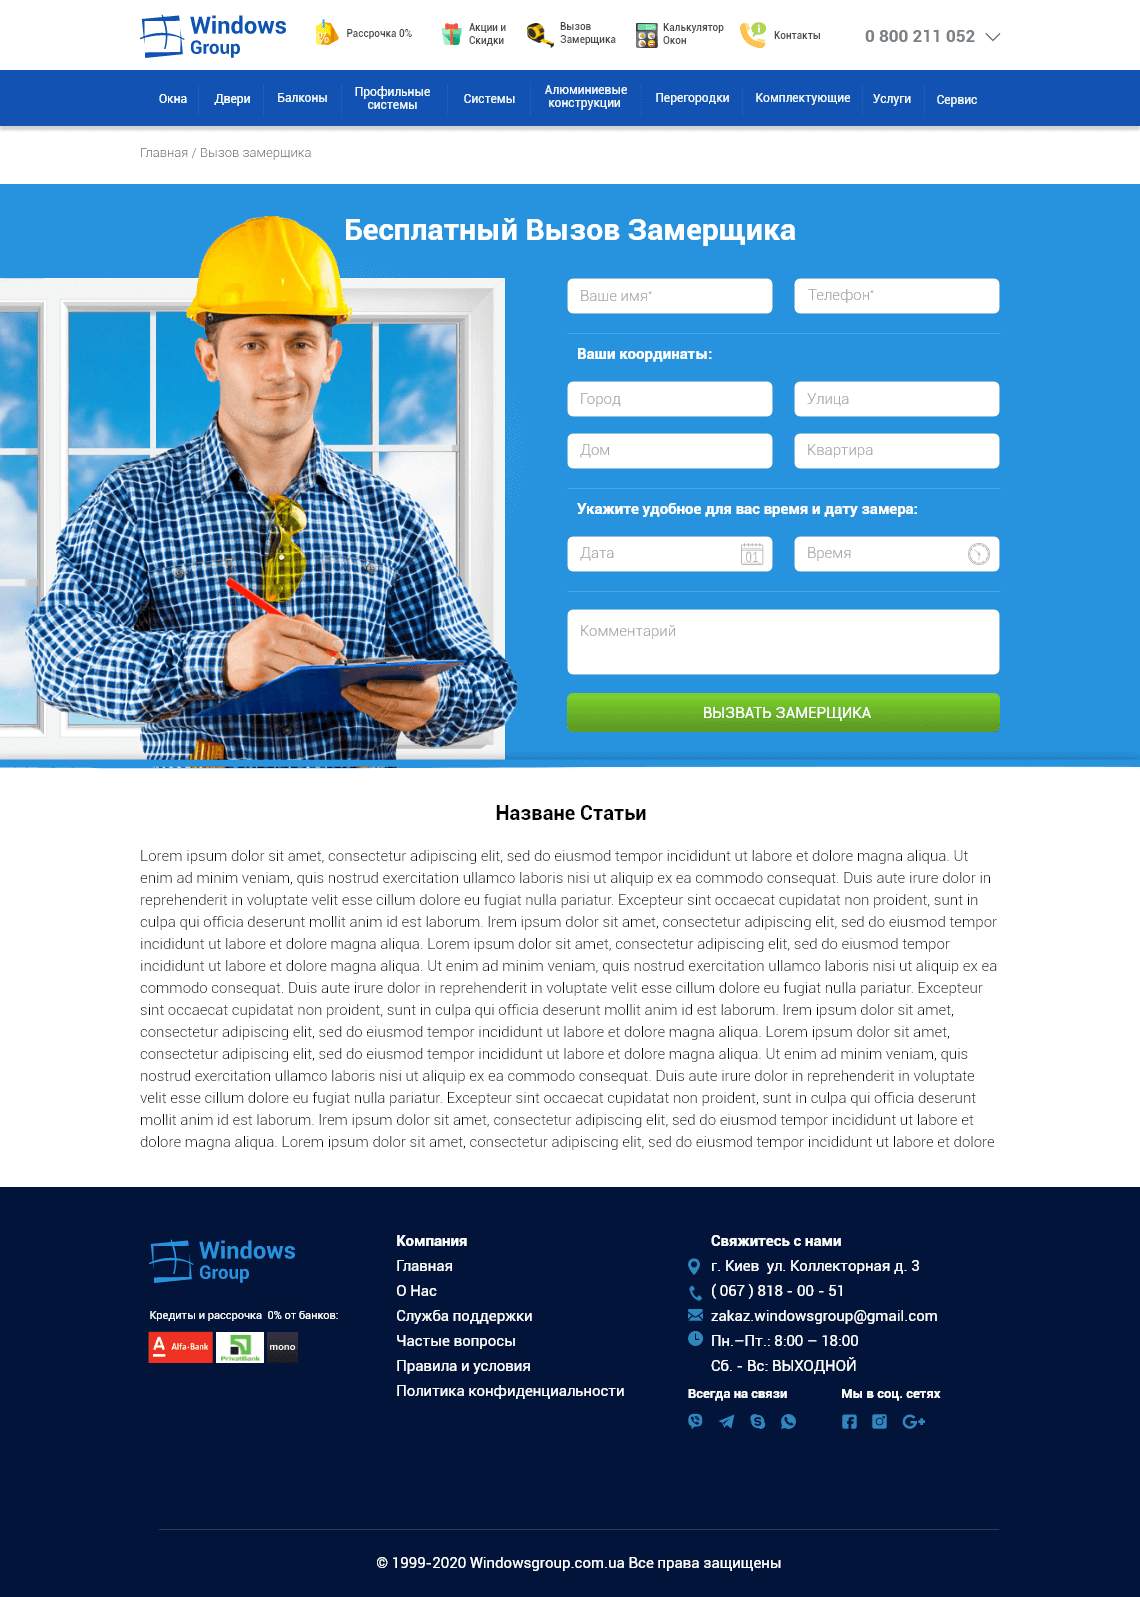 Windows
Group
Рассрочка 0%
Акции и
Скидки
Вызов
Замерщика
Калькулятор
Окон
Контакты
0 800 211 052
Окна
Двери
Балконы
Профильные
системы
Системы
Алюминиевые
конструкции
Перегородки
Комплектующие
Услуги
Сервис
Главная / Вызов замерщика
Бесплатный Вызов Замерщика
Ваше имя*
Телефон*
Ваши координаты:
Город
Улица
Дом
Квартира
Укажите удобное для вас время и дату замера:
Дата
01
Время
Комментарий
ВЫЗВАТЬ ЗАМЕРЩИКА
Назване Статьи
Lorem ipsum dolor sit amet, consectetur adipiscing elit, sed do eiusmod tempor incididunt ut labore et dolore magna aliqua. Ut
enim ad minim veniam, quis nostrud exercitation ullamco laboris nisi ut aliquip ex ea commodo consequat. Duis aute irure dolor in
reprehenderit in voluptate velit esse cillum dolore eu fugiat nulla pariatur. Excepteur sint occaecat cupidatat non proident, sunt in
culpa qui officia deserunt mollit anim id est laborum. lrem ipsum dolor sit amet, consectetur adipiscing elit, sed do eiusmod tempor
incididunt ut labore et dolore magna aliqua. Lorem ipsum dolor sit amet, consectetur adipiscing elit, sed do eiusmod tempor
incididunt ut labore et dolore magna aliqua. Ut enim ad minim veniam, quis nostrud exercitation ullamco laboris nisi ut aliquip ex ea
commodo consequat. Duis aute irure dolor in reprehenderit in voluptate velit esse cillum dolore eu fugiat nulla pariatur. Excepteur
sint occaecat cupidatat non proident, sunt in culpa qui officia deserunt mollit anim id est laborum. lrem ipsum dolor sit amet,
consectetur adipiscing elit, sed do eiusmod tempor incididunt ut labore et dolore magna aliqua. Lorem ipsum dolor sit amet,
consectetur adipiscing elit, sed do eiusmod tempor incididunt ut labore et dolore magna aliqua. Ut enim ad minim veniam, quis
nostrud exercitation ullamco laboris nisi ut aliquip ex ea commodo consequat. Duis aute irure dolor in reprehenderit in voluptate
velit esse cillum dolore eu fugiat nulla pariatur. Excepteur sint occaecat cupidatat non proident, sunt in culpa qui officia deserunt
mollit anim id est laborum. lrem ipsum dolor sit amet, consectetur adipiscing elit, sed do eiusmod tempor incididunt ut labore et
dolore magna aliqua. Lorem ipsum dolor sit amet, consectetur adipiscing elit, sed do eiusmod tempor incididunt ut labore et dolore
Windows
Group
Кредиты и рассрочка 0% от банков:
Alfa-Bank
PrivatBank
mono
Компания
Главная
О Нас
Служба поддержки
Частые вопросы
Правила и условия
Политика конфиденциальности
Свяжитесь с нами
г. Киев ул. Коллекторная д. 3
( 067 ) 818 - 00 - 51
zakaz.windowsgroup@gmail.com
Пн.–Пт.: 8:00 – 18:00
Сб. - Вс: ВЫХОДНОЙ
Всегда на связи
Мы в соц. сетях
© 1999-2020 Windowsgroup.com.ua Все права защищены